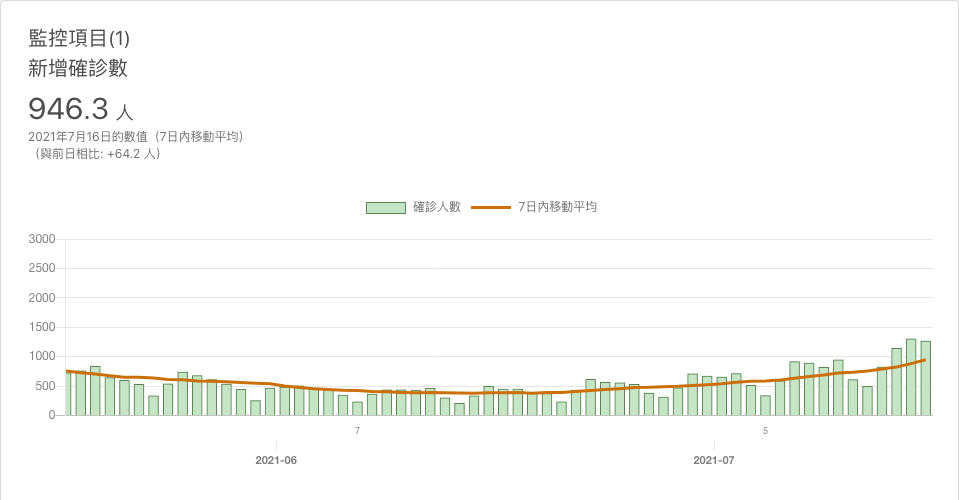 監控項目(1)
新增確診數
946.3 人
2021年7月16日的數值（7日內移動平均）
（與前日相比: +64.2 人）
確診人數 7日內移動平均
3000
2500
2000
1500
1000
500
0
7 5
2021-06 2021-07